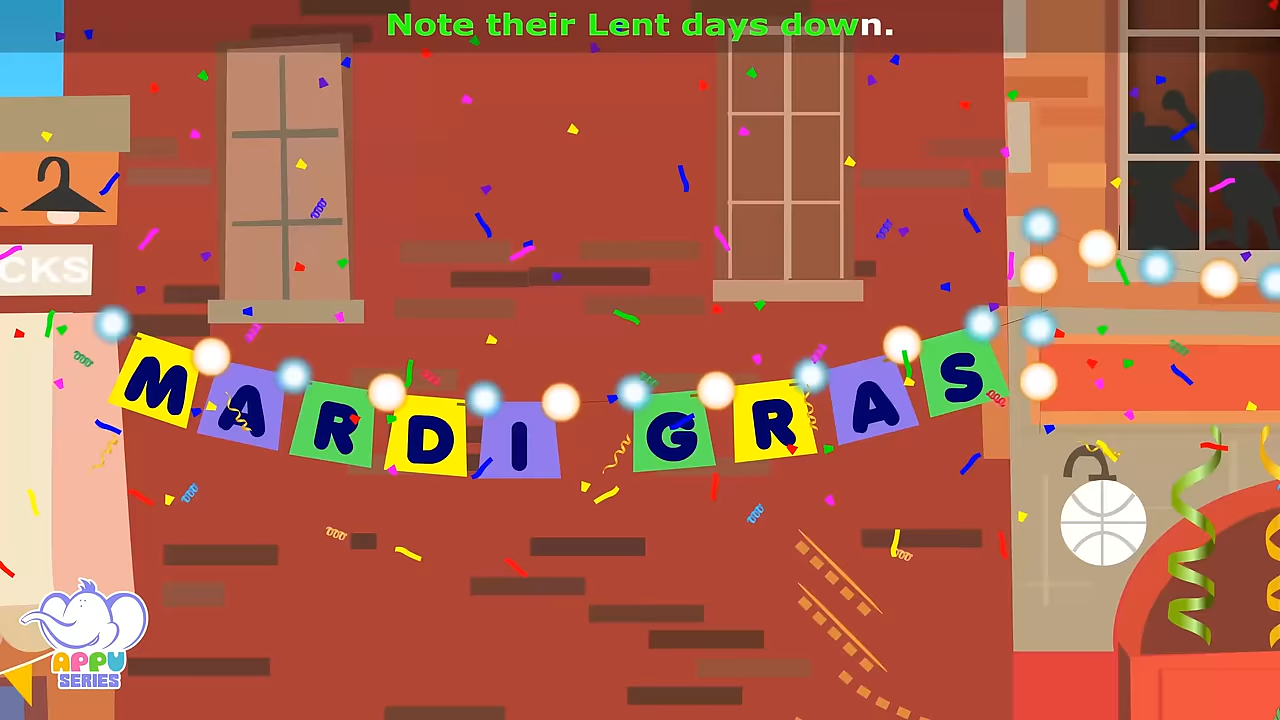 Note their Lent days down.
CKS
MARDI GRAS
APPU
SERIES